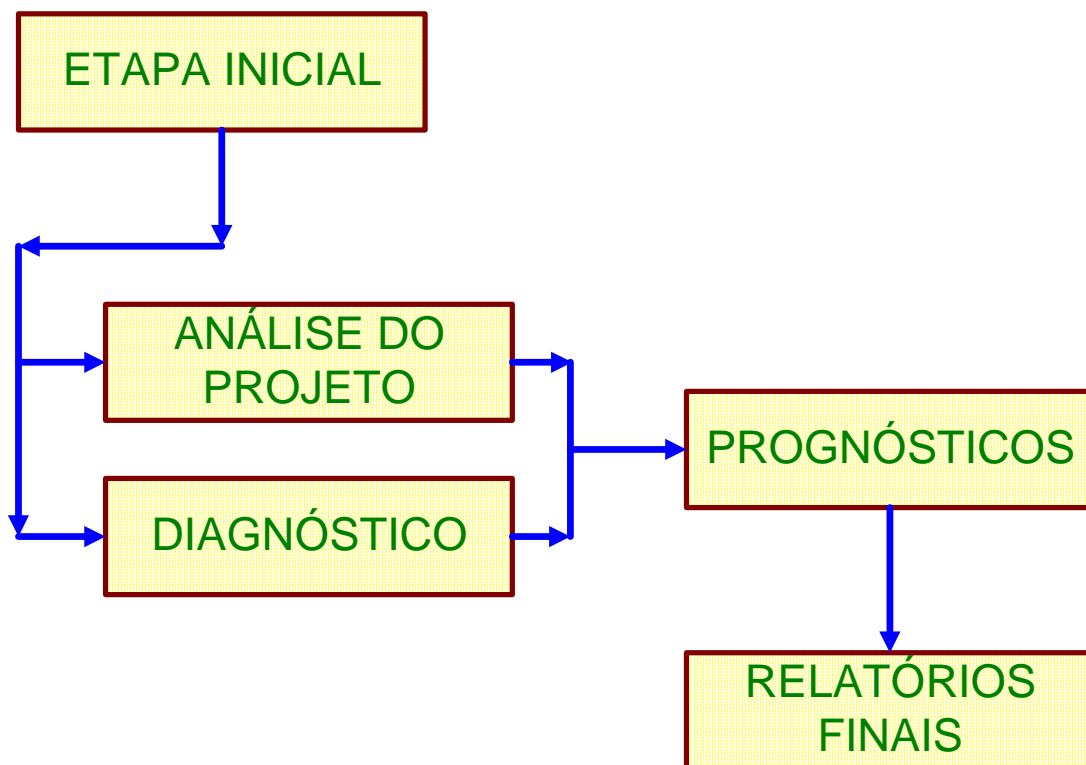 ETAPA INICIAL
ANÁLISE DO
PROJETO
DIAGNÓSTICO
PROGNÓSTICOS
RELATÓRIOS
FINAIS